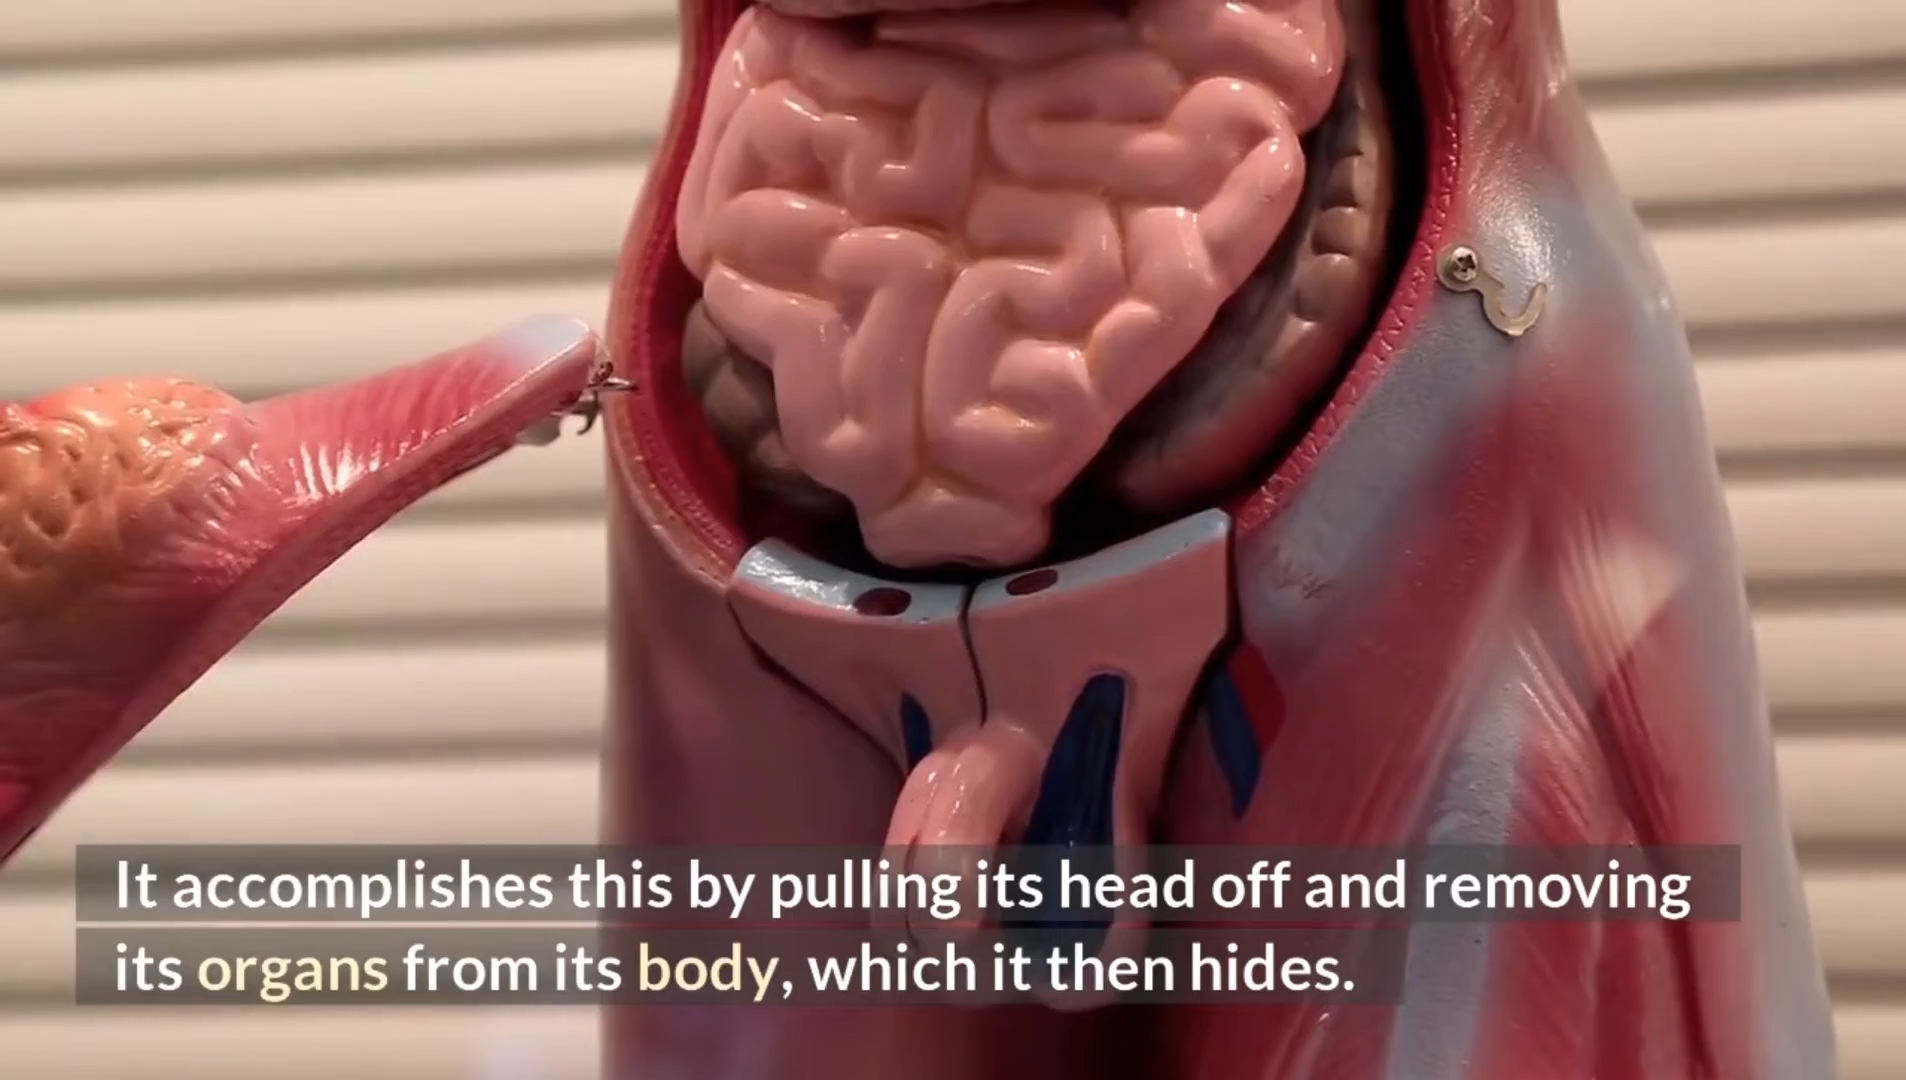 It accomplishes this by pulling its head off and removing
its organs from its body, which it then hides.